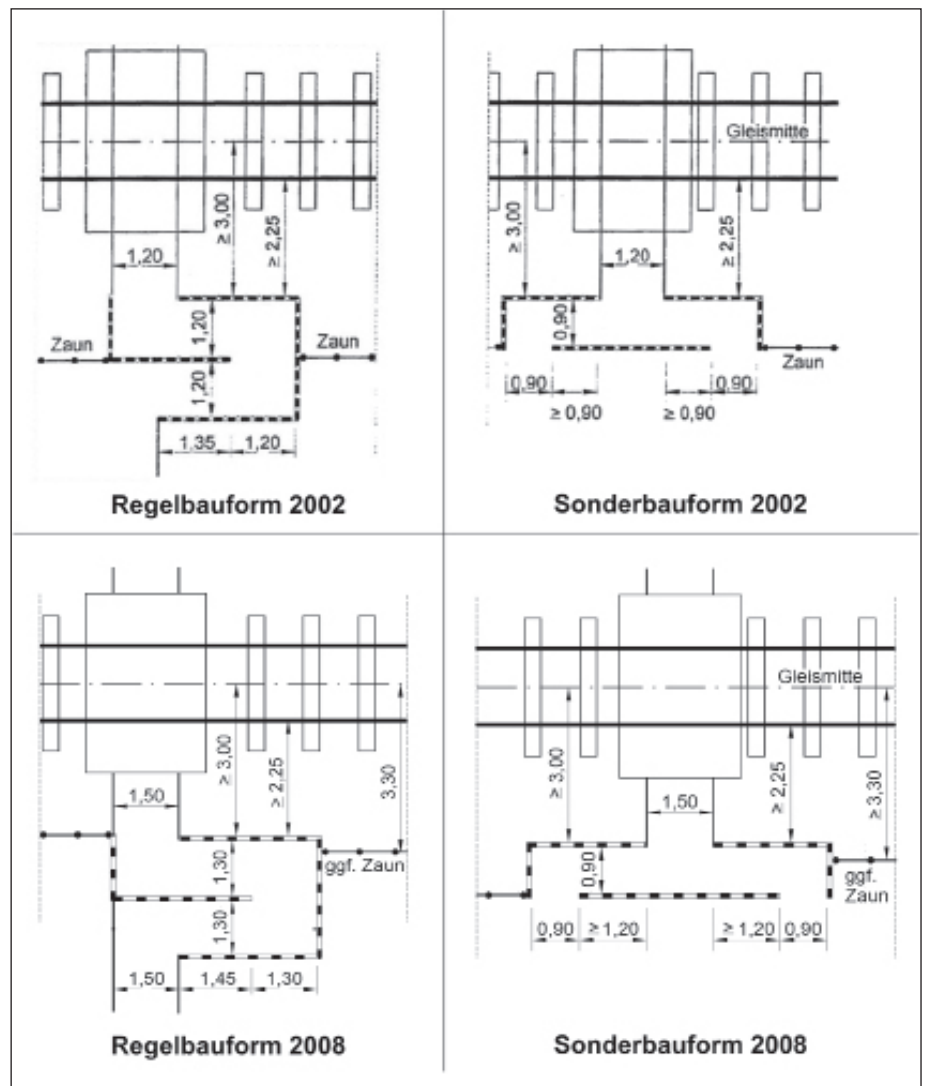 ≥ 3,00
≥ 2,25
1,20
1,20
Zaun
Zaun
1,20
1,35
1,20
Regelbauform 2002
Gleismitte
≥ 3,00
≥ 2,25
1,20
0,90
Zaun
0,90
≥ 0,90
≥ 0,90
0,90
Sonderbauform 2002
≥ 3,00
≥ 2,25
3,30
1,50
ggf. Zaun
1,30
1,30
1,50
1,45
1,30
Regelbauform 2008
Gleismitte
≥ 3,00
≥ 2,25
≥ 3,30
1,50
0,90
ggf.
Zaun
0,90
≥ 1,20
≥ 1,20
0,90
Sonderbauform 2008